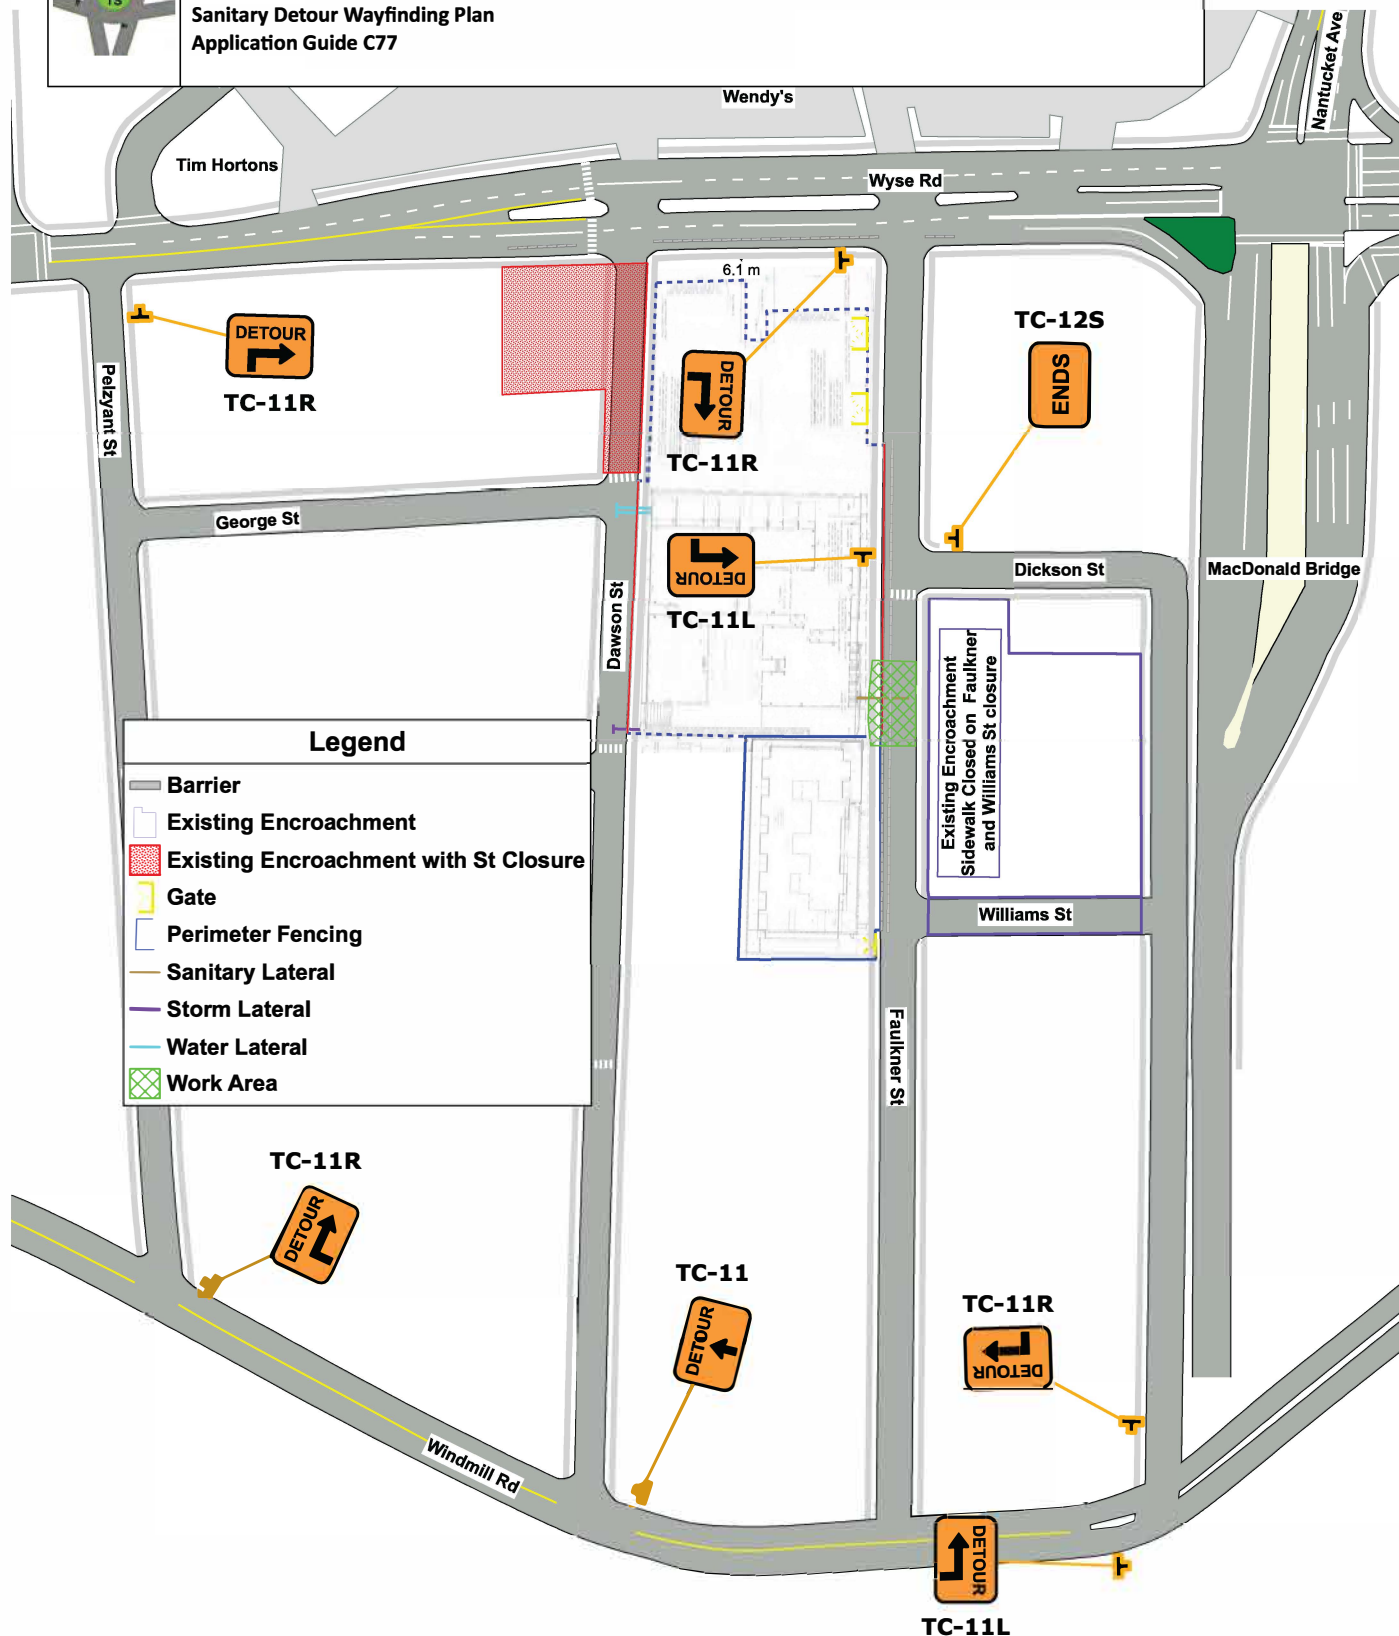 TS
Sanitary Detour Wayfinding Plan
Application Guide C77
Nantucket Ave
Wendy's
Tim Hortons
Wyse Rd
6.1 m
TC-12S
ENDS
DETOUR
TC-11R
DETOUR
TC-11R
Pelzyant St
George St
DETOUR
TC-11L
Dawson St
Dickson St
MacDonald Bridge
Existing Encroachment
Sidewalk Closed on Faulkner
and Williams St closure
Legend
Barrier
Existing Encroachment
Existing Encroachment with St Closure
Gate
Perimeter Fencing
Sanitary Lateral
Storm Lateral
Water Lateral
Work Area
Williams St
Faulkner St
TC-11R
DETOUR
TC-11
DETOUR
TC-11R
DETOUR
Windmill Rd
DETOUR
TC-11L